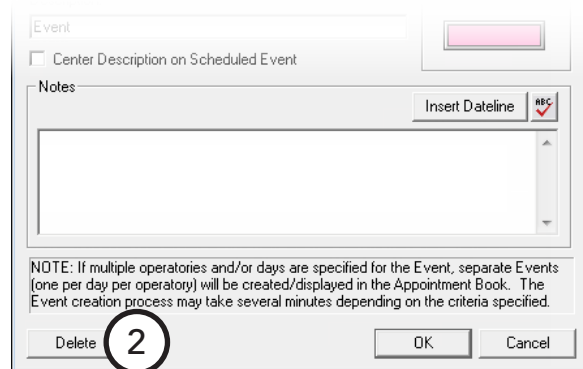 Event
Center Description on Scheduled Event
Notes
Insert Dateline
ABC
NOTE: If multiple operatories and/or days are specified for the Event, separate Events
(one per day per operatory) will be created/displayed in the Appointment Book. The
Event creation process may take several minutes depending on the criteria specified.
Delete 2 OK Cancel